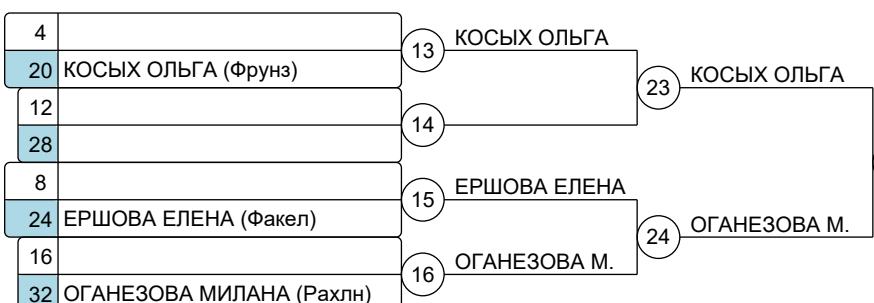 4
20 КОСЫХ ОЛЬГА (Фрунз)
13 КОСЫХ ОЛЬГА
12
28
14
23 КОСЫХ ОЛЬГА
8
24 ЕРШОВА ЕЛЕНА (Факел)
15 ЕРШОВА ЕЛЕНА
16
32 ОГАНЕЗОВА МИЛАНА (Рахлн)
16 ОГАНЕЗОВА М.
24 ОГАНЕЗОВА М.